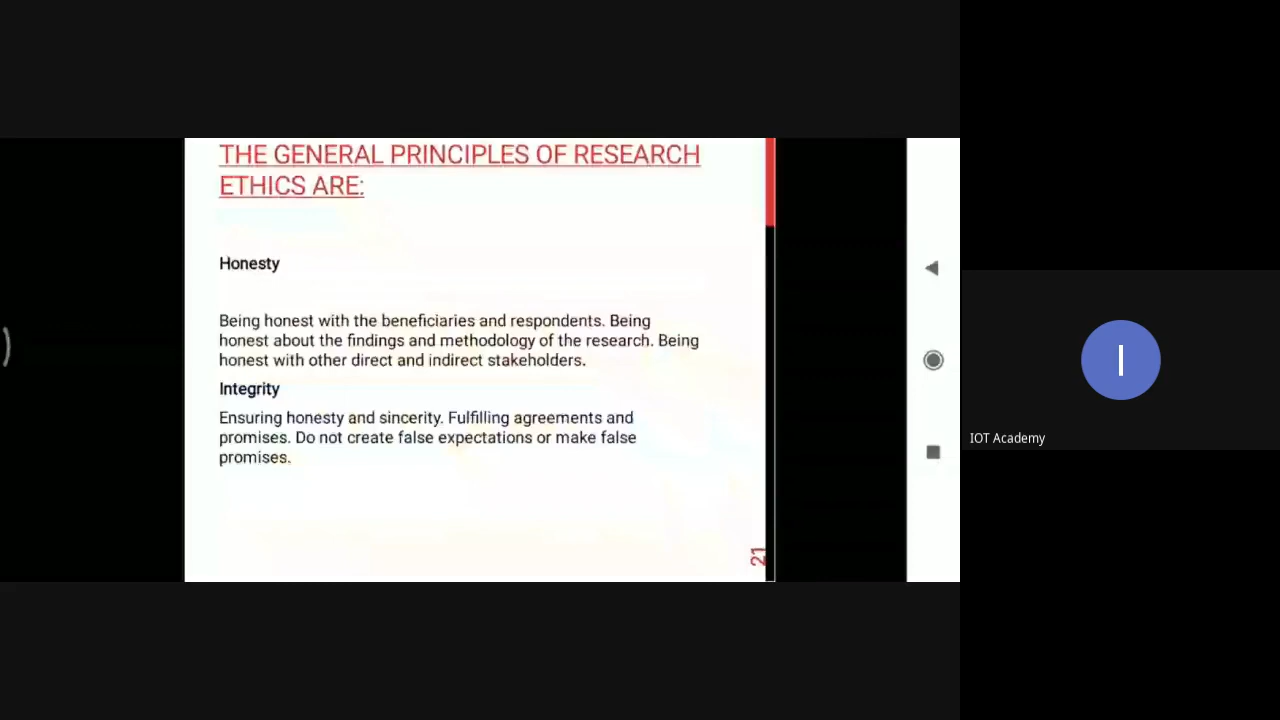 THE GENERAL PRINCIPLES OF RESEARCH
ETHICS ARE:
Honesty
Being honest with the beneficiaries and respondents. Being
honest about the findings and methodology of the research. Being
honest with other direct and indirect stakeholders.
Integrity
Ensuring honesty and sincerity. Fulfilling agreements and
promises. Do not create false expectations or make false
promises.
21
I
IOT Academy